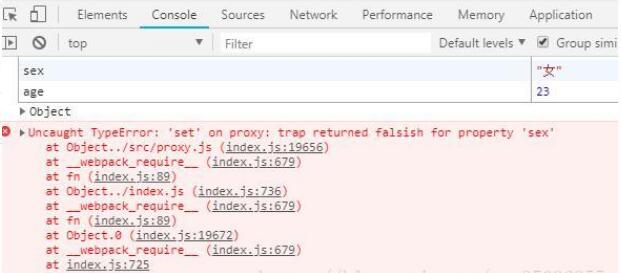 Elements Console Sources Network Performance Memory Application
top Filter Default levels Group simi
sex "女"
age 23
Object
Uncaught TypeError: 'set' on proxy: trap returned falsish for property 'sex'
at Object../src/proxy.js (index.js:19656)
at __webpack_require__ (index.js:679)
at fn (index.js:89)
at Object../index.js (index.js:736)
at __webpack_require__ (index.js:679)
at fn (index.js:89)
at Object.0 (index.js:19672)
at __webpack_require__ (index.js:679)
at index.js:725